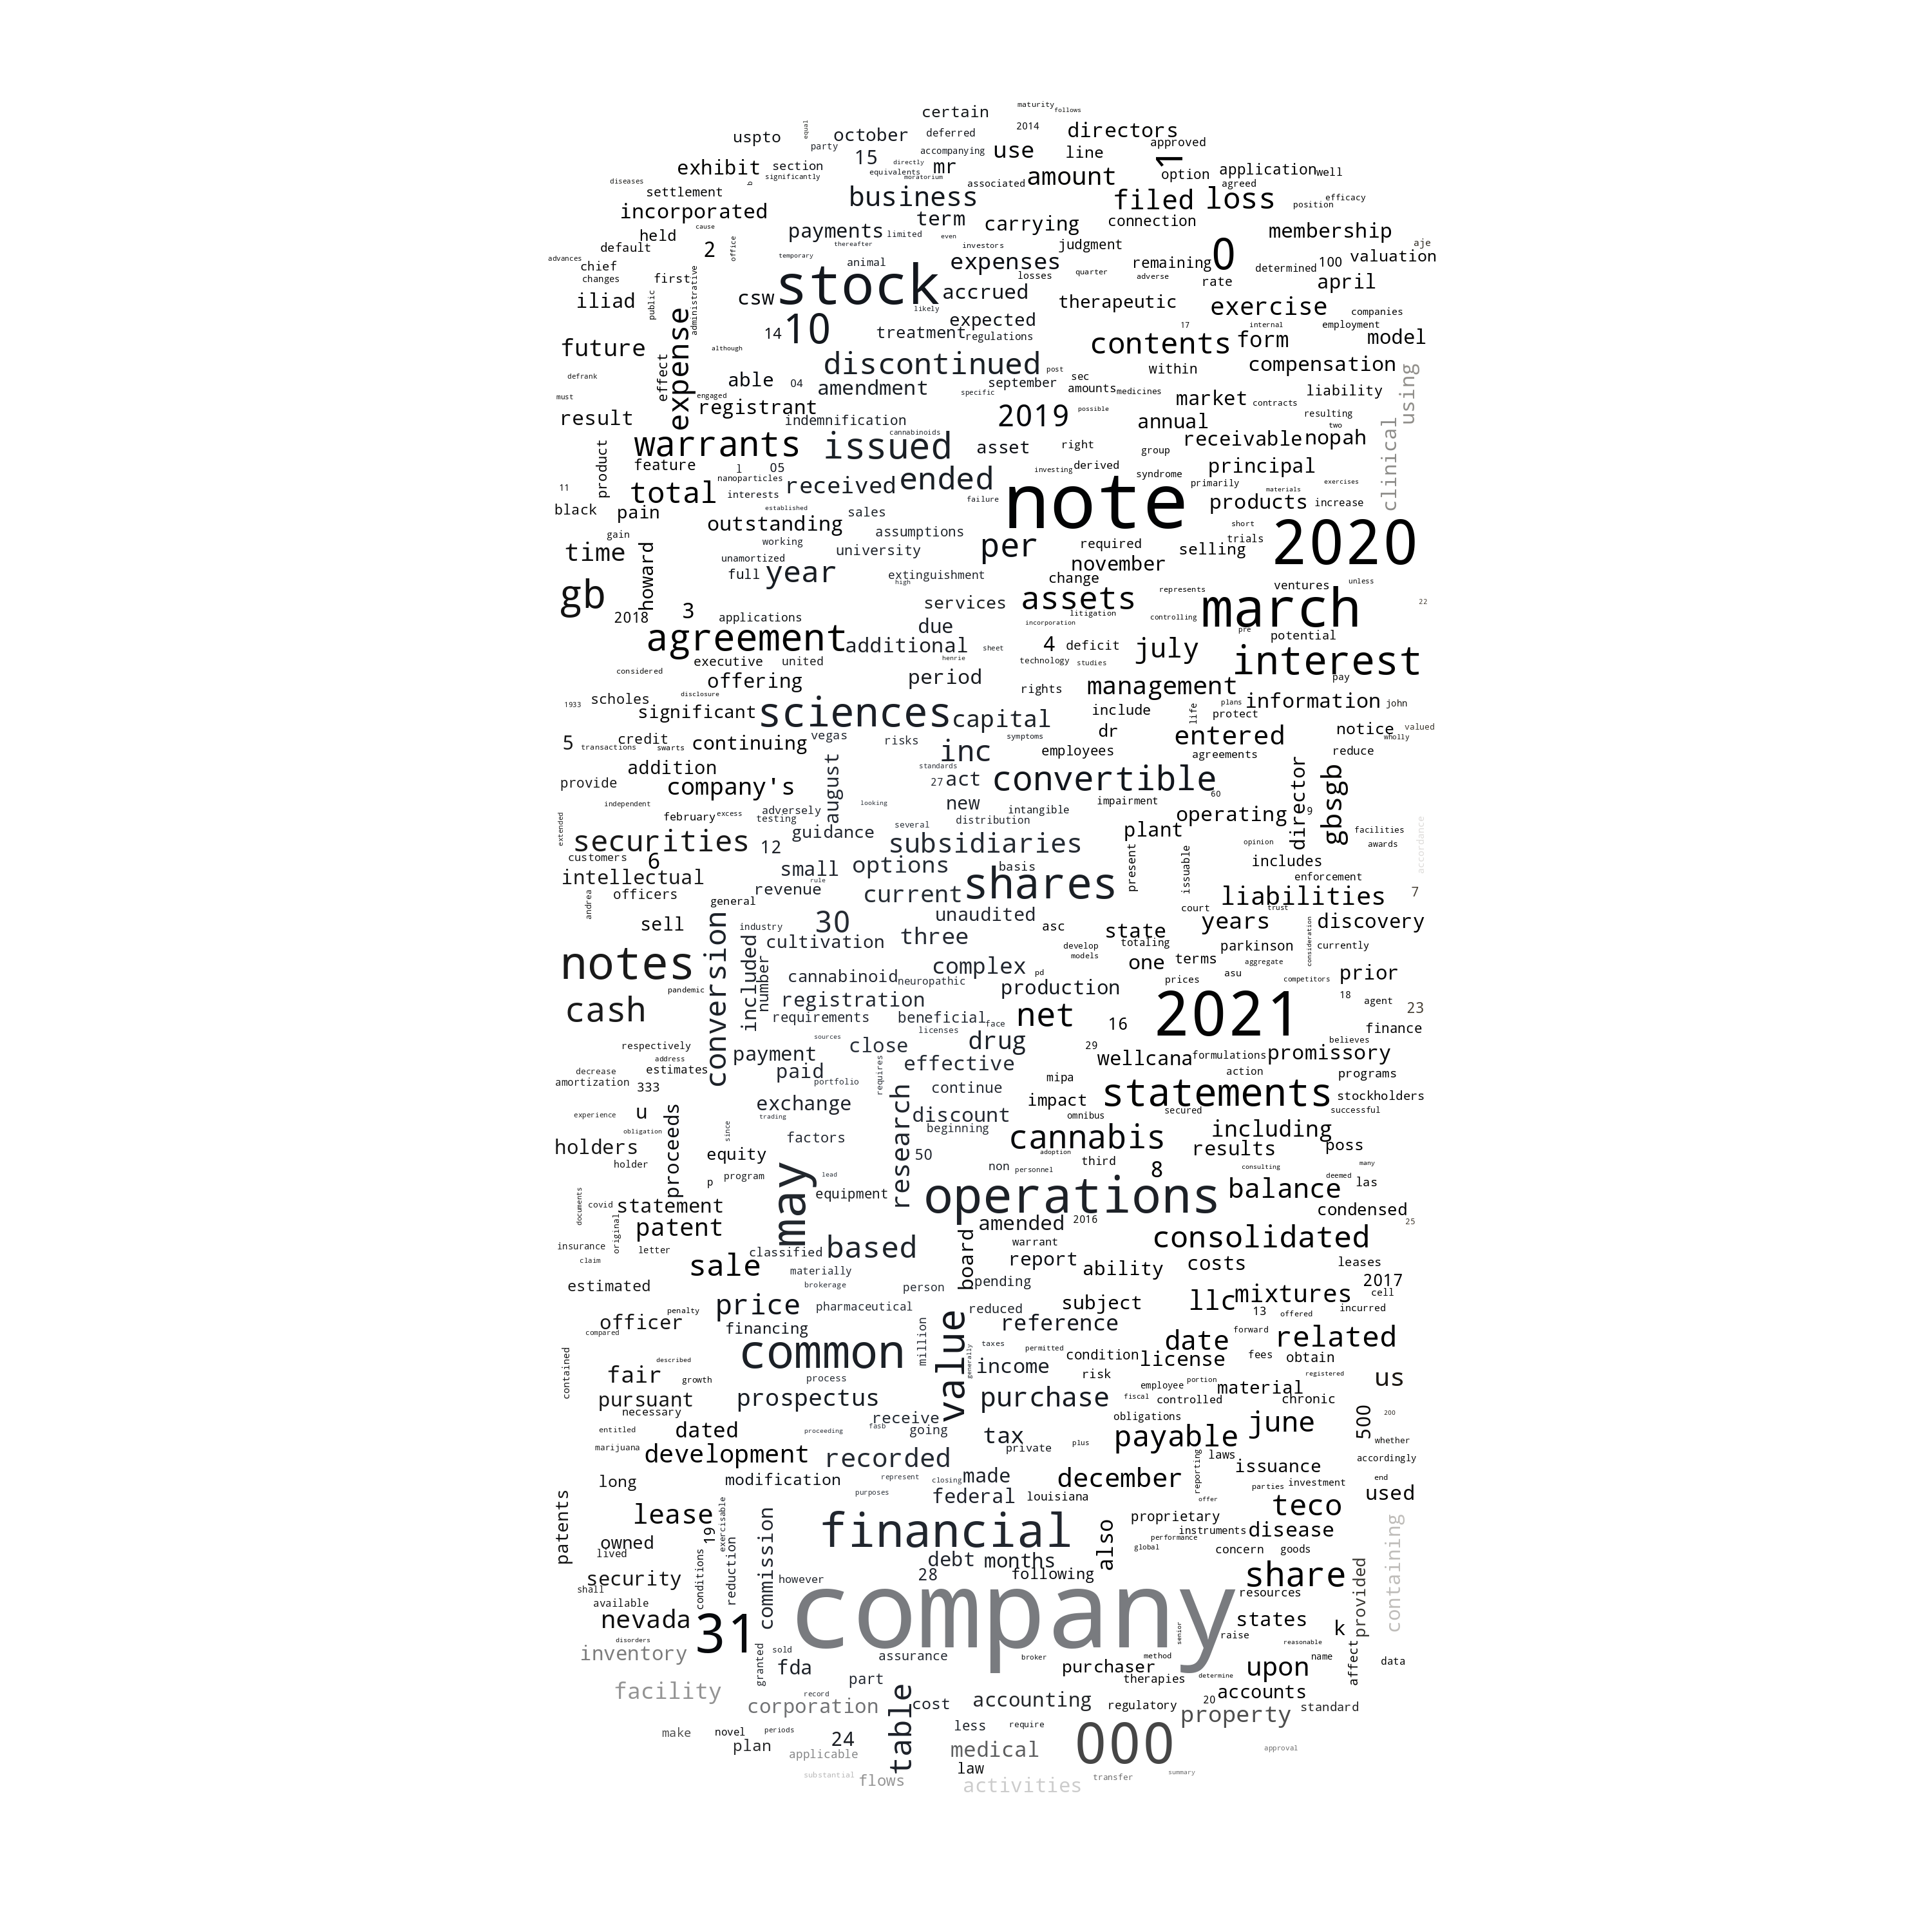 certain maturity follows
uspto equal october deferred 2014 directors
party accompanying use line approved 1
exhibit section 15 directly mr
diseases b significantly equivalents moratorium associated amount option application well
settlement agreed
incorporated business filed loss position efficacy
held cause term carrying connection
default 2 office payments limited even judgment membership aje
advances thereafter investors
chief temporary animal expenses remaining 0 determined 100 valuation
changes first administrative stock losses quarter adverse rate april
iliad public csw accrued therapeutic exercise
likely expected 17 internal employment companies
expense 14 10 treatment regulations contents form model
future although
effect discontinued post within compensation
defrank able 04 amendment specific september sec amounts medicines liability using
must engaged market contracts
result registrant indemnification 2019 possible annual resulting
two
warrants issued cannabinoids asset right group receivable nopah clinical
product feature l 05 investing derived syndrome principal
nanoparticles received ended primarily materials exercises
11 total interests failure note products increase
black pain established sales
outstanding assumptions short 2020
gain working per required selling trials
time howard unamortized university november
full year extinguishment change ventures unless
gb high represents
3 services assets march 22
2018 applications due incorporation litigation controlling
agreement additional 4 deficit july pre potential
executive united henrie sheet technology studies interest
considered offering period pay
scholes disclosure rights management information john
1933 significant sciences capital include life plans protect
5 credit vegas risks symptoms dr entered notice valued
transactions swarts continuing inc employees agreements wholly reduce
addition august standards
provide company's 27 act convertible director gbsgb
independent looking new intangible impairment 60
extended february excess adversely testing several distribution operating 9
securities 12 guidance subsidiaries plant opinion facilities accordance
customers 6 basis present issuable includes awards
intellectual small options enforcement
officers revenue rule current shares liabilities 7
andrea general unaudited court trust
sell conversion industry 30 three asc state years discovery
included cultivation develop totaling parkinson consideration currently
notes number cannabinoid neuropathic complex pd models one terms aggregate
pandemic registration production prices asu competitors prior
cash requirements beneficial face net 16 2021 18 agent 23
licenses finance
respectively sources close drug 29 believes
address payment effective wellcana formulations promissory
decrease estimates paid requires mipa action programs
amortization 333 portfolio continue impact statements stockholders
experience u proceeds exchange trading research discount omnibus secured successful
obligation since factors beginning cannabis including
holders equity 50 adoption results poss
holder non personnel third 8 consulting many
p program lead may equipment operations balance deemed las
documents covid statement condensed
original patent amended 2016 25
insurance letter classified based board warrant consolidated
claim sale materially report ability costs leases
estimated brokerage person pending 2017
penalty price pharmaceutical reduced subject llc mixtures cell
officer financing reference 13 offered incurred
compared common million value taxes permitted date forward related
contained described generally income condition license fees obtain
fair growth process risk employee portion registered us
pursuant prospectus purchase fiscal controlled material chronic
necessary receive obligations 500 200
entitled dated proceeding fasb going tax private plus payable june whether
marijuana development recorded laws accordingly
long modification represent closing made december reporting issuance end
purposes parties investment
patents federal louisiana offer teco used
lease exercisable commission financial also proprietary
19 performance instruments disease containing
owned lived debt months global concern goods
security conditions reduction however 28 following share provided
shall available company resources
nevada 31 senior states k
disorders sold raise reasonable
inventory granted assurance broker method affect name data
fda purchaser determine upon
facility part therapies
record table cost accounting regulatory 20 accounts
corporation property standard
make novel periods less require 000
plan 24 applicable medical approval
substantial flows law transfer summary
activities